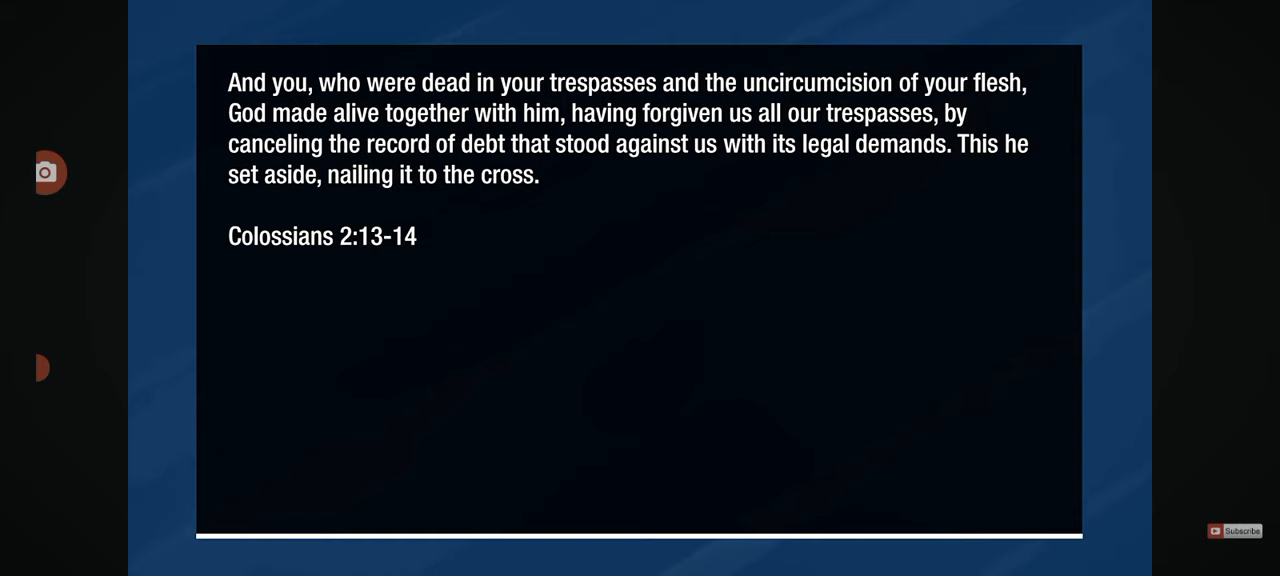 And you, who were dead in your trespasses and the uncircumcision of your flesh,
God made alive together with him, having forgiven us all our trespasses, by
canceling the record of debt that stood against us with its legal demands. This he
set aside, nailing it to the cross.
Colossians 2:13-14
Subscribe